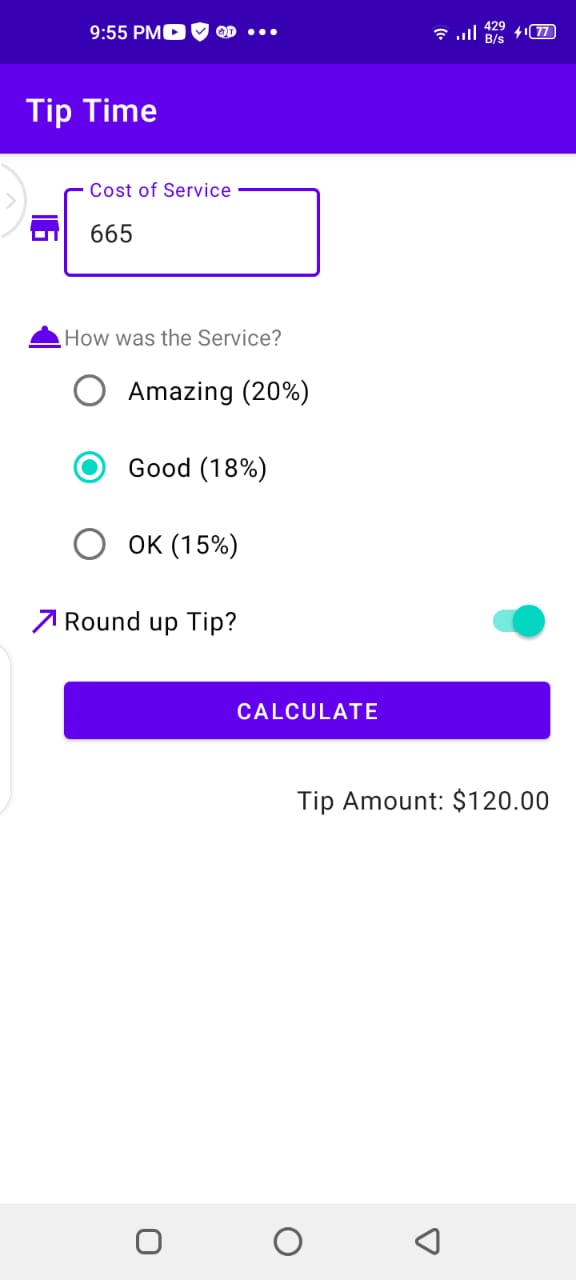 9:55 PM
429
B/s
77
Tip Time
Cost of Service
665
How was the Service?
Amazing (20%)
Good (18%)
OK (15%)
Round up Tip?
CALCULATE
Tip Amount: $120.00